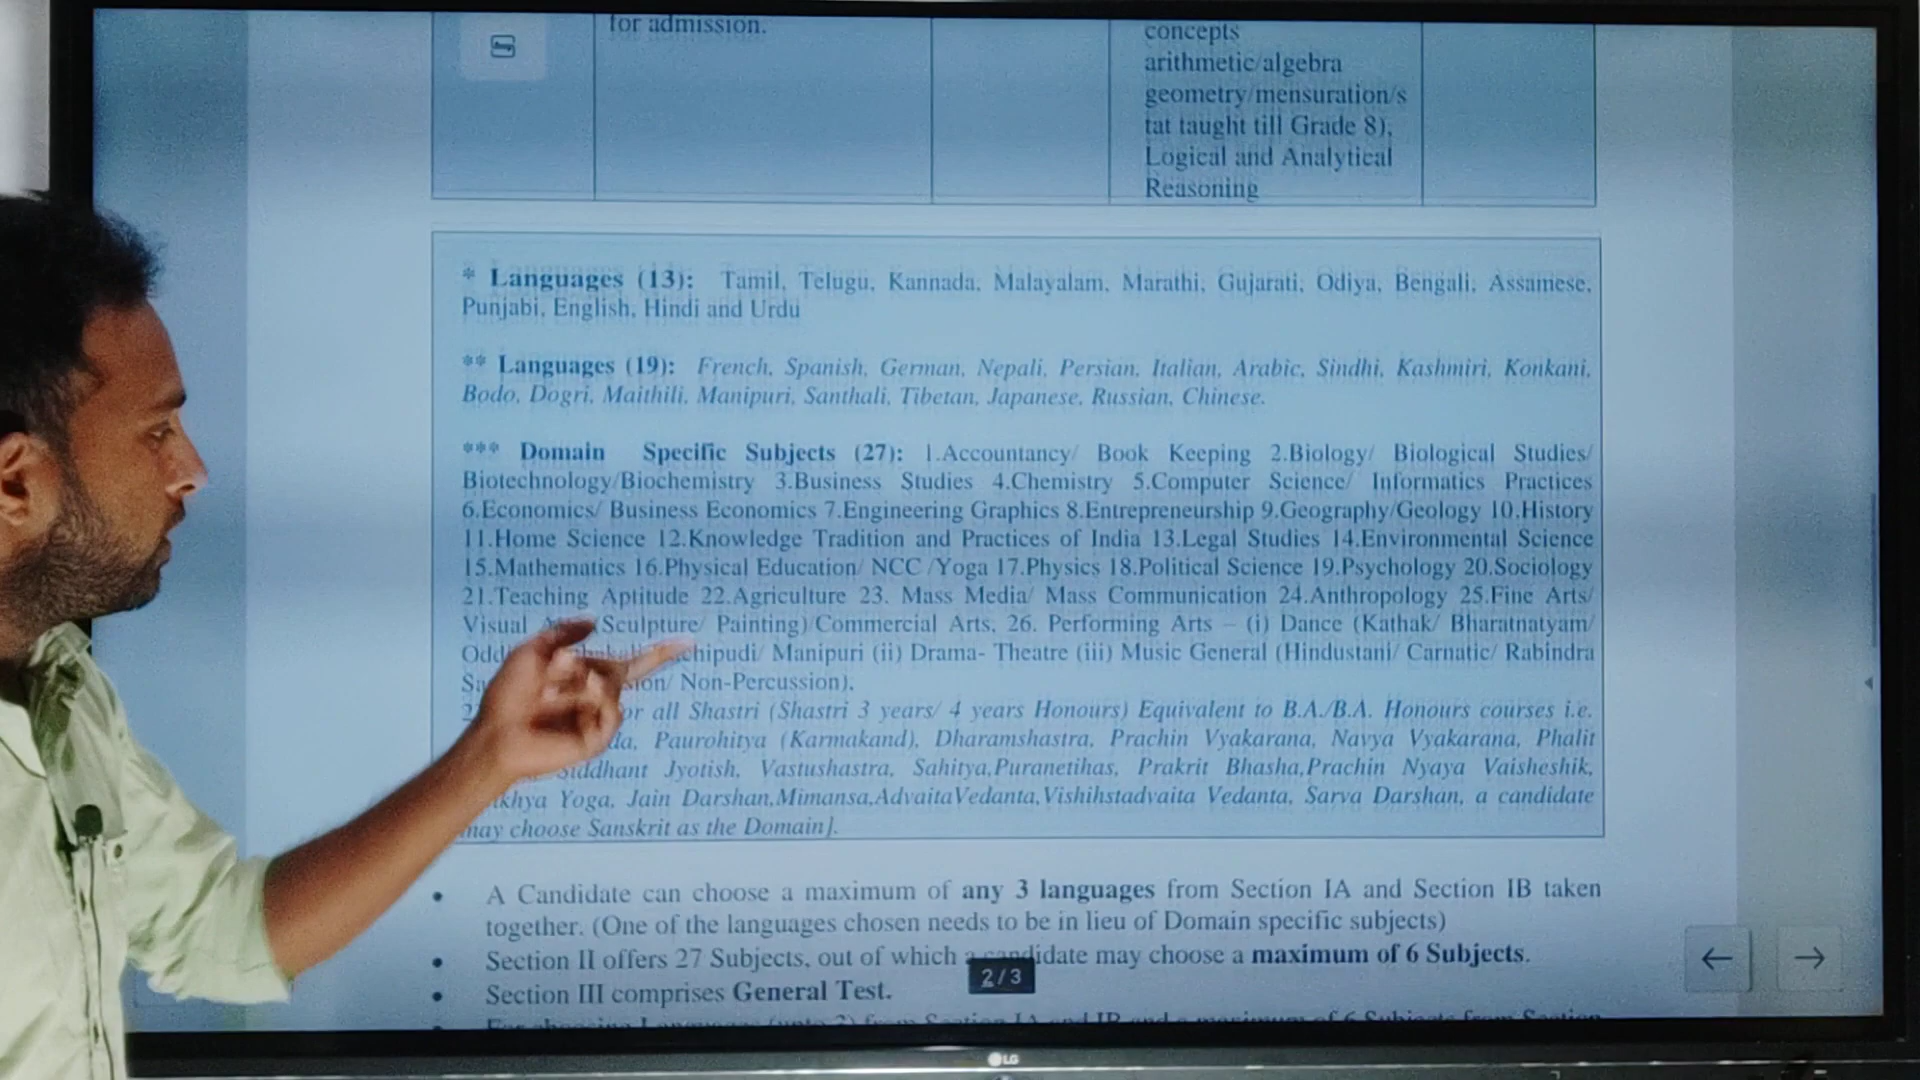 for admission.
concepts
arithmetic/algebra
geometry/mensuration/s
tat taught till Grade 8),
Logical and Analytical
Reasoning
* Languages (13): Tamil, Telugu, Kannada, Malayalam, Marathi, Gujarati, Odiya, Bengali, Assamese,
Punjabi, English, Hindi and Urdu
** Languages (19): French, Spanish, German, Nepali, Persian, Italian, Arabic, Sindhi, Kashmiri, Konkani,
Bodo, Dogri, Maithili, Manipuri, Santhali, Tibetan, Japanese, Russian, Chinese.
*** Domain Specific Subjects (27): 1.Accountancy/ Book Keeping 2.Biology/ Biological Studies/
Biotechnology/Biochemistry 3.Business Studies 4.Chemistry 5.Computer Science/ Informatics Practices
6.Economics/ Business Economics 7.Engineering Graphics 8.Entrepreneurship 9.Geography/Geology 10.History
11.Home Science 12.Knowledge Tradition and Practices of India 13.Legal Studies 14.Environmental Science
15.Mathematics 16.Physical Education/ NCC /Yoga 17.Physics 18.Political Science 19.Psychology 20.Sociology
21.Teaching Aptitude 22.Agriculture 23. Mass Media/ Mass Communication 24.Anthropology 25.Fine Arts/
Visual (Sculpture/ Painting)/Commercial Arts, 26. Performing Arts – (i) Dance (Kathak/ Bharatnatyam/
Manipuri (ii) Drama- Theatre (iii) Music General (Hindustani/ Carnatic/ Rabindra
Non-Percussion),
all Shastri (Shastri 3 years/ 4 years Honours) Equivalent to B.A./B.A. Honours courses i.e.
Paurohitya (Karmakand), Dharamshastra, Prachin Vyakarana, Navya Vyakarana, Phalit
Siddhant Jyotish, Vastushastra, Sahitya,Puranetihas, Prakrit Bhasha,Prachin Nyaya Vaisheshik,
Yoga, Jain Darshan,Mimansa,AdvaitaVedanta,Vishihstadvaita Vedanta, Sarva Darshan, a candidate
may choose Sanskrit as the Domain].
• A Candidate can choose a maximum of any 3 languages from Section IA and Section IB taken
together. (One of the languages chosen needs to be in lieu of Domain specific subjects)
• Section II offers 27 Subjects, out of which a candidate may choose a maximum of 6 Subjects.
2/3
• Section III comprises General Test.
LG